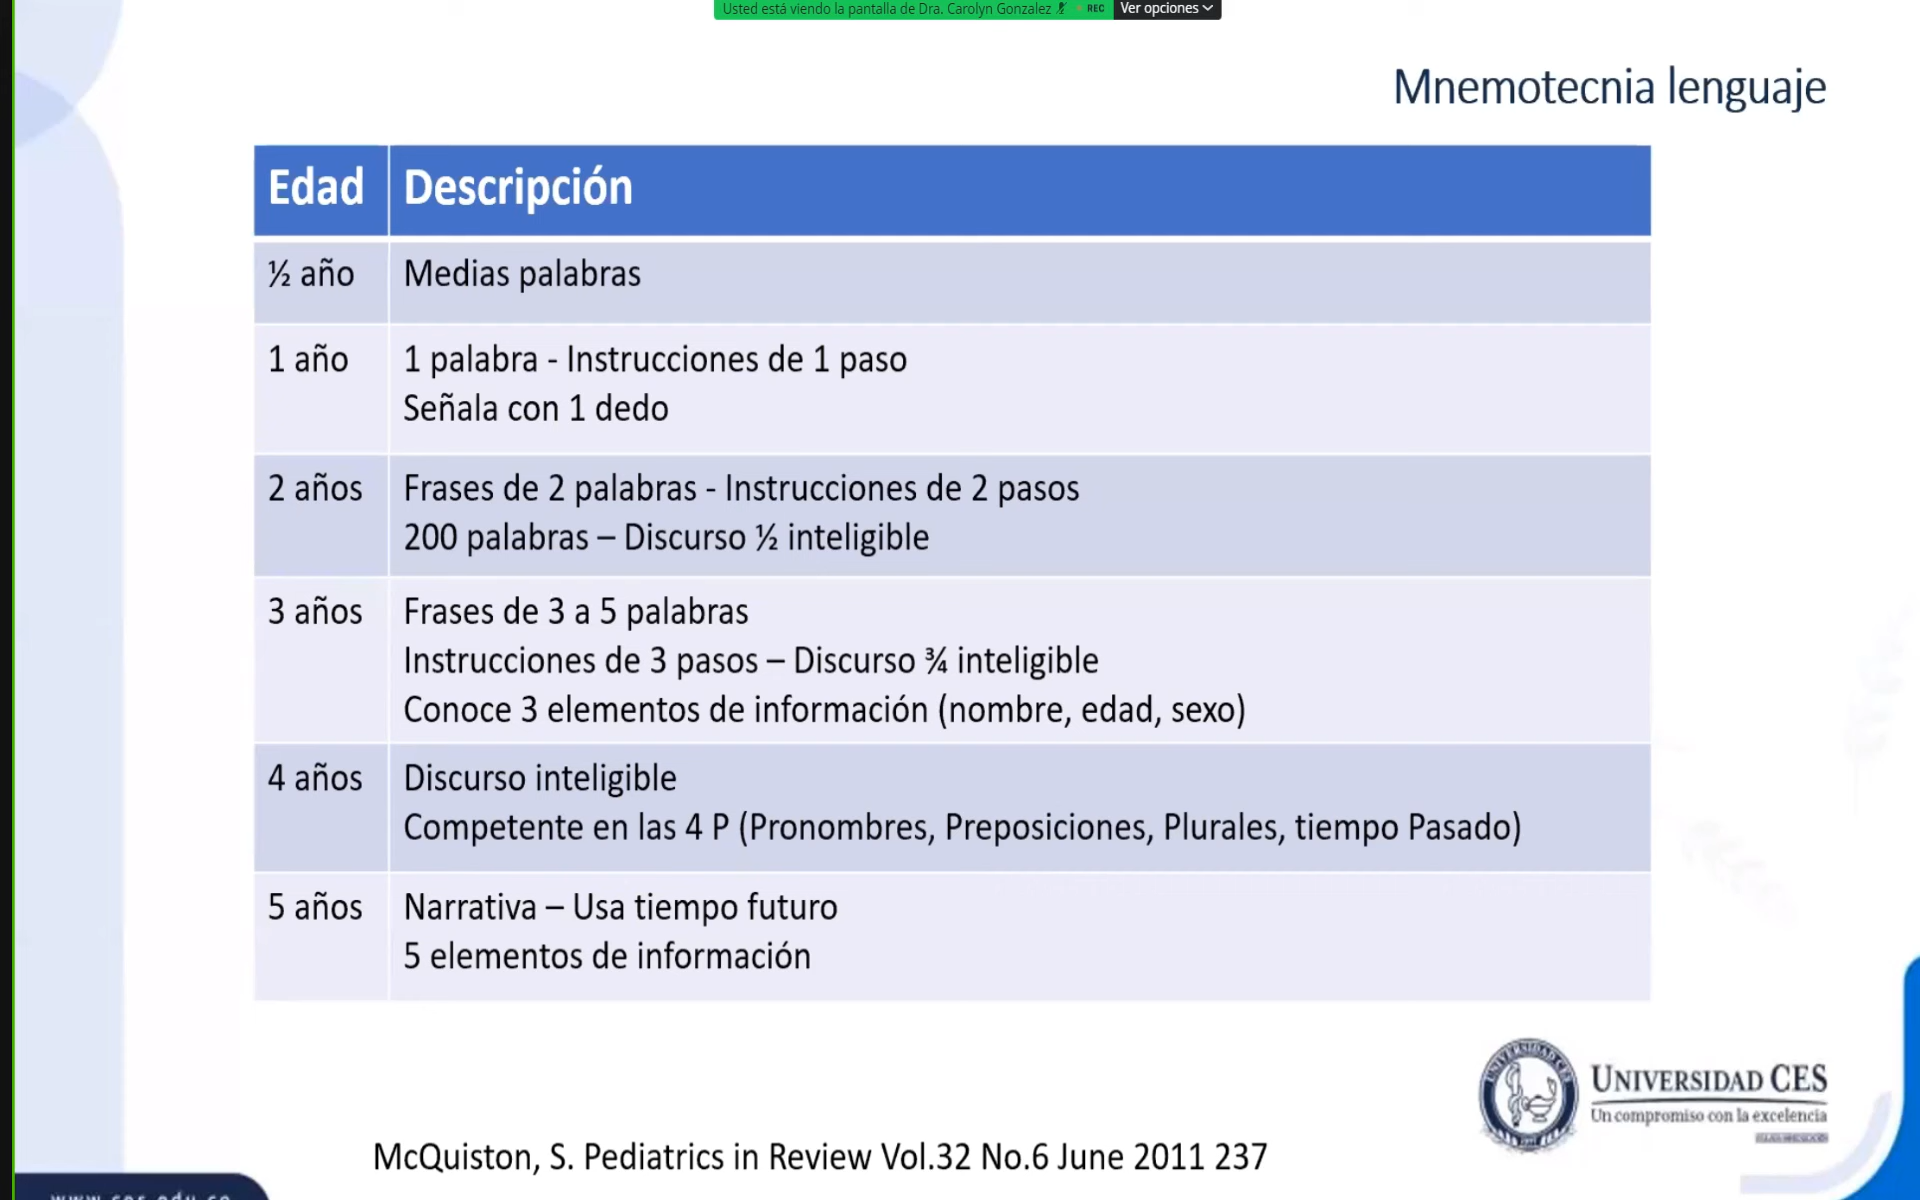 Usted está viendo la pantalla de Dra. Carolyn Gonzalez REC Ver opciones
Mnemotecnia lenguaje
Edad Descripción
½ año Medias palabras
1 año 1 palabra - Instrucciones de 1 paso
Señala con 1 dedo
2 años Frases de 2 palabras - Instrucciones de 2 pasos
200 palabras – Discurso ½ inteligible
3 años Frases de 3 a 5 palabras
Instrucciones de 3 pasos – Discurso ¾ inteligible
Conoce 3 elementos de información (nombre, edad, sexo)
4 años Discurso inteligible
Competente en las 4 P (Pronombres, Preposiciones, Plurales, tiempo Pasado)
5 años Narrativa – Usa tiempo futuro
5 elementos de información
UNIVERSIDAD CES
Un compromiso con la excelencia
McQuiston, S. Pediatrics in Review Vol.32 No.6 June 2011 237